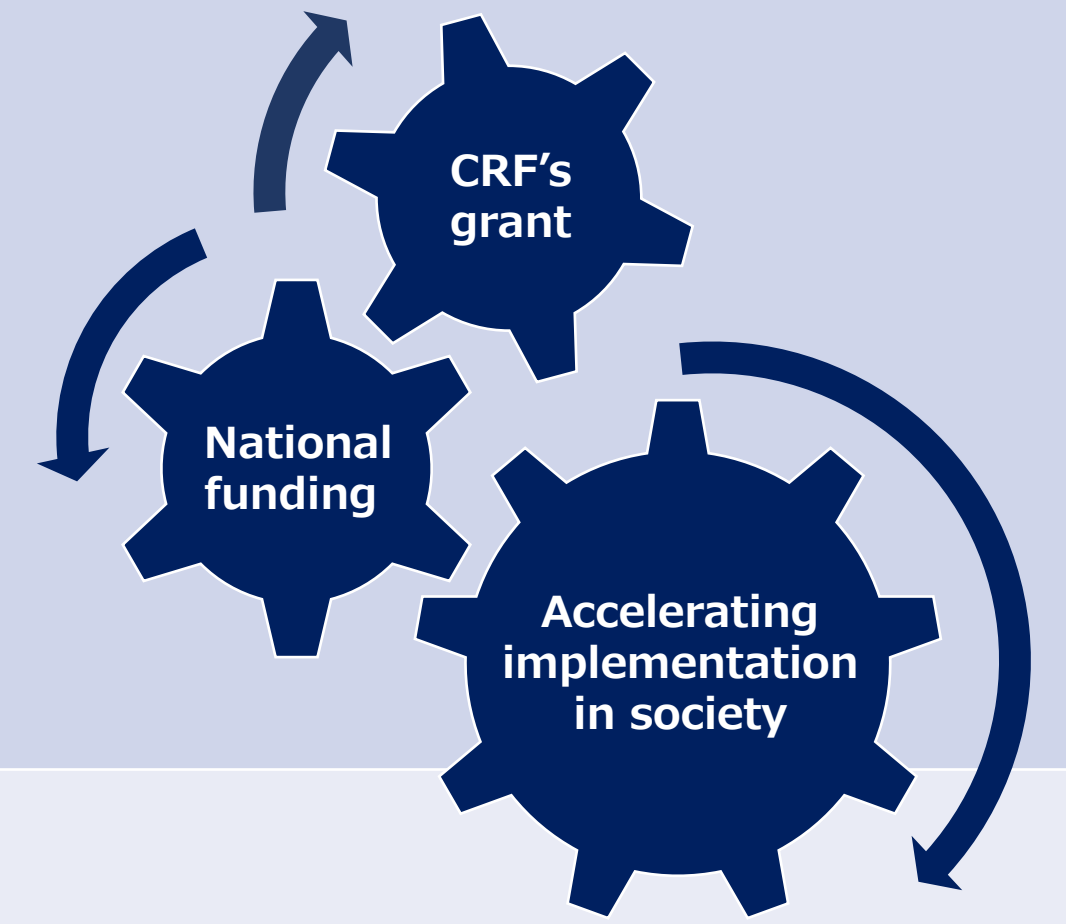 CRF’s
grant
National
funding
Accelerating
implementation
in society